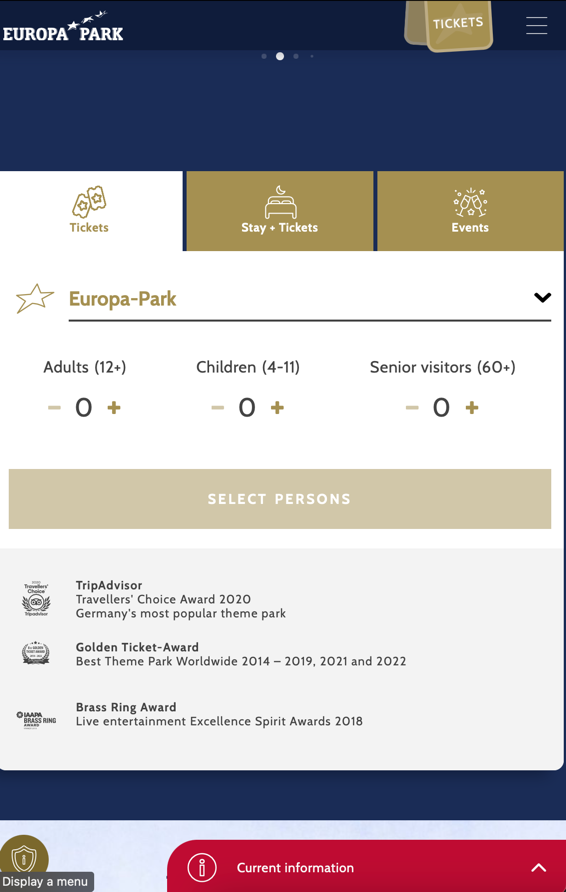 EUROPA PARK
TICKETS
Tickets
Stay + Tickets
Events
Europa-Park
Adults (12+)
Children (4-11)
Senior visitors (60+)
0
0
0
SELECT PERSONS
Travellers'
Choice
Tripadvisor
TripAdvisor
Travellers' Choice Award 2020
Germany's most popular theme park
Golden Ticket-Award
Best Theme Park Worldwide 2014 – 2019, 2021 and 2022
IAAPA
BRASS RING
AWARD
Brass Ring Award
Live entertainment Excellence Spirit Awards 2018
Current information
Display a menu